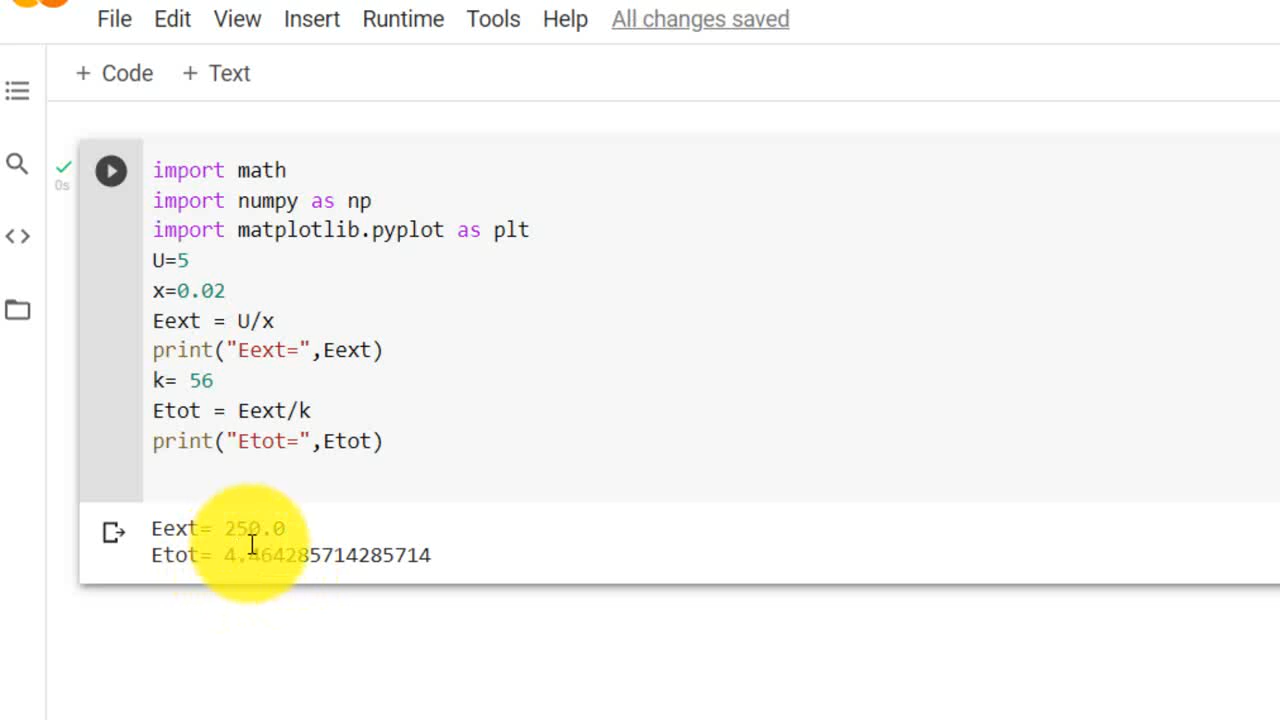 File Edit View Insert Runtime Tools Help All changes saved
+ Code + Text
0s
import math
import numpy as np
import matplotlib.pyplot as plt
U=5
x=0.02
Eext = U/x
print("Eext=",Eext)
k= 56
Etot = Eext/k
print("Etot=",Etot)
Eext= 250.0
Etot= 4.464285714285714